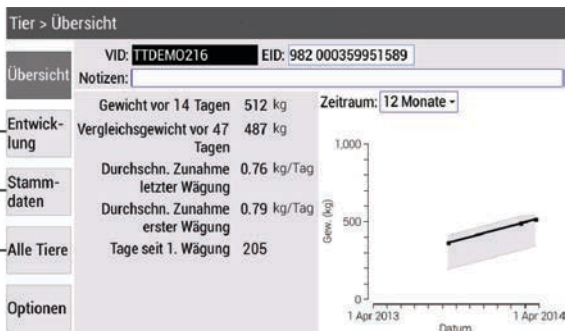 Tier > Übersicht
Übersicht
VID: TTDEMO216 EID: 982 000359951589
Notizen:
Entwick-
lung
Stamm-
daten
Alle Tiere
Optionen
Gewicht vor 14 Tagen 512 kg
Vergleichsgewicht vor 47 487 kg
Tagen
Durchschn. Zunahme 0.76 kg/Tag
letzter Wägung
Durchschn. Zunahme 0.79 kg/Tag
erster Wägung
Tage seit 1. Wägung 205
Zeitraum: 12 Monate
1,000
500
0
Gew. (kg)
1 Apr 2013 1 Apr 2014
Datum